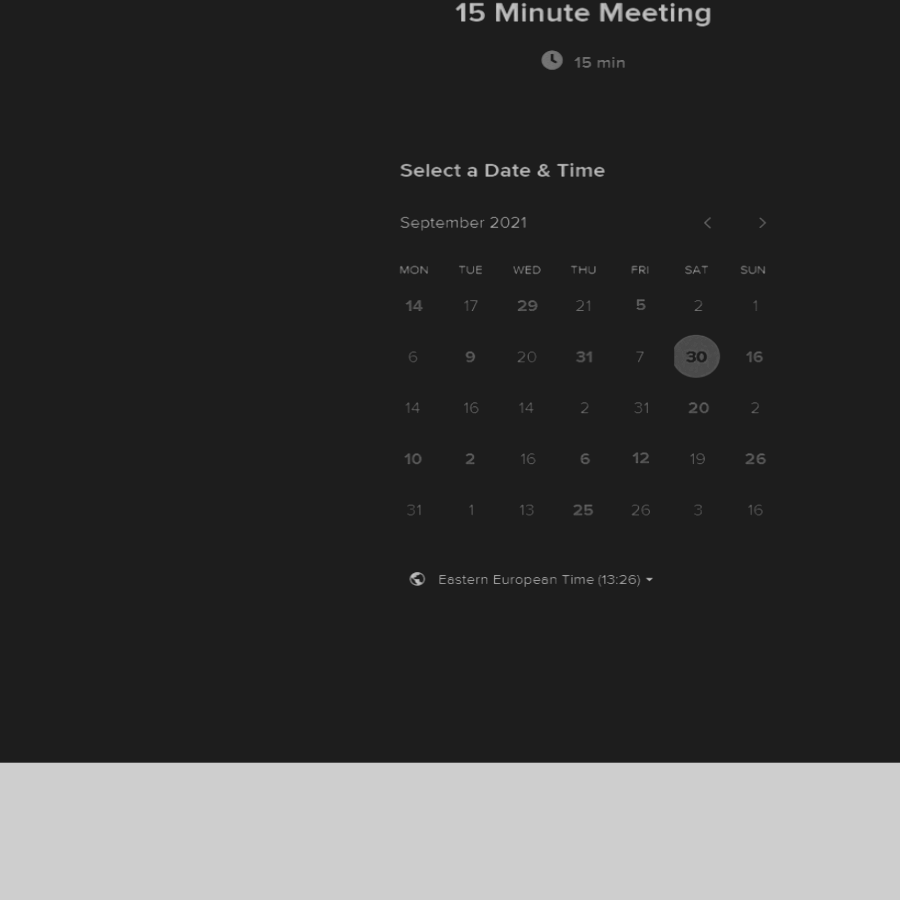 15 Minute Meeting
15 min
Select a Date & Time
September 2021
MON TUE WED THU FRI SAT SUN
14 17 29 21 5 2 1
6 9 20 31 7 30 16
14 16 14 2 31 20 2
10 2 16 6 12 19 26
31 1 13 25 26 3 16
Eastern European Time (13:26)